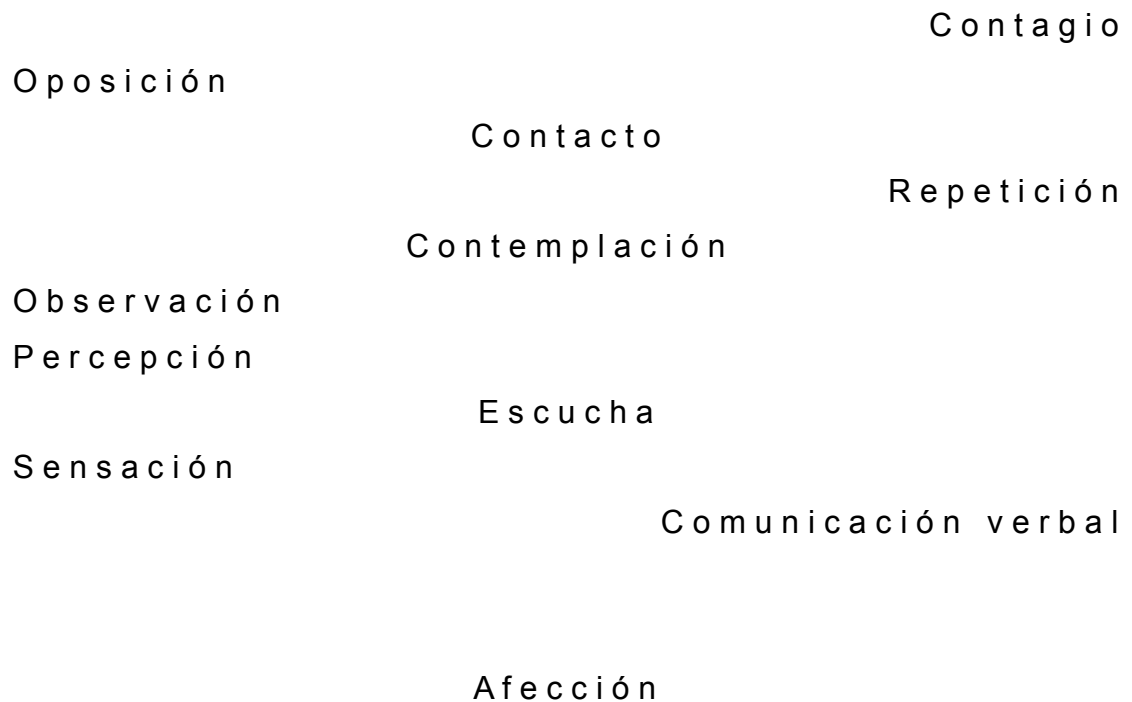 Contagio
Oposición
Contacto
Repetición
Contemplación
Observación
Percepción
Escucha
Sensación
Comunicación verbal
Afección